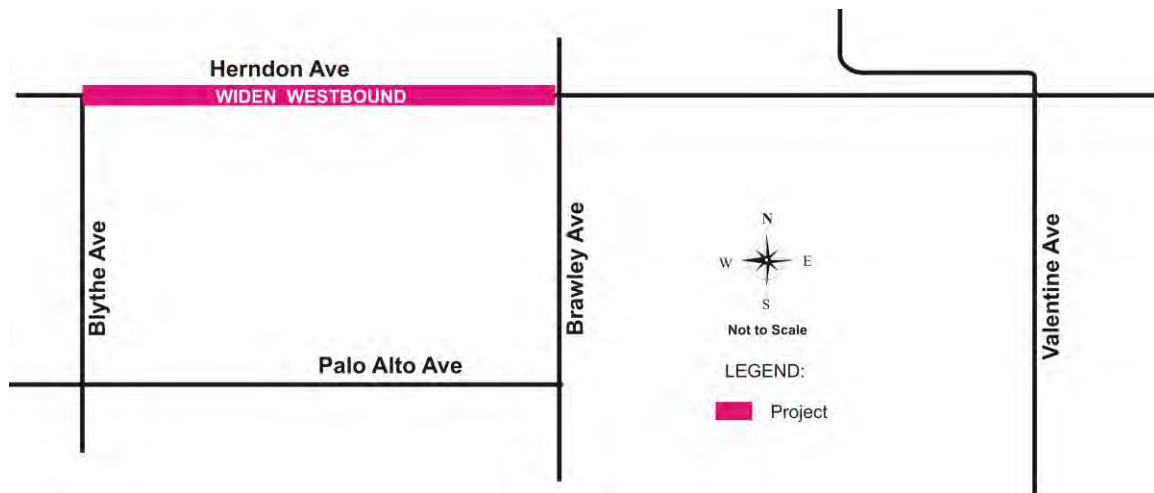 Herndon Ave
WIDEN WESTBOUND
Blythe Ave
Brawley Ave
Valentine Ave
N
W E
S
Not to Scale
Palo Alto Ave
LEGEND:
Project